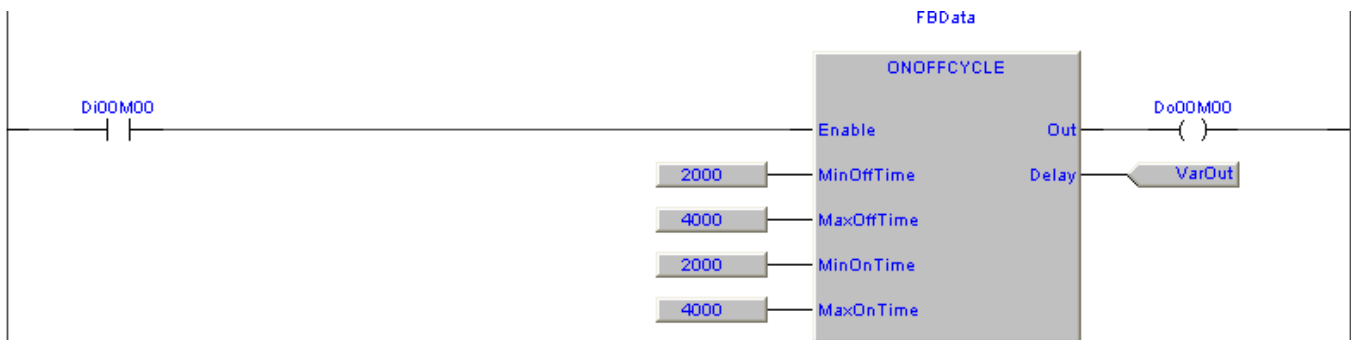 FBData
ONOFFCYCLE
Di00M00 Do00M00
Enable Out
2000 MinOffTime Delay VarOut
4000 MaxOffTime
2000 MinOnTime
4000 MaxOnTime